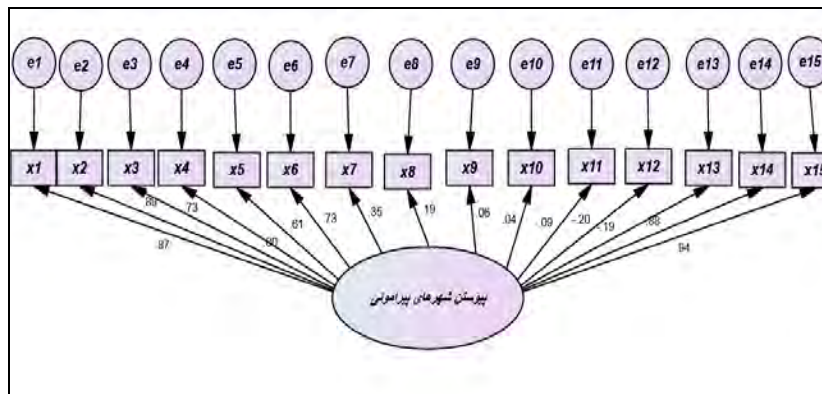 e1 e2 e3 e4 e5 e6 e7 e8 e9 e10 e11 e12 e13 e14 e15
x1 x2 x3 x4 x5 x6 x7 x8 x9 x10 x11 x12 x13 x14 x15
.87 .89 .73 .80 .61 .73 .35 .19 .06 .04 -.09 -.20 -.19 .68 .94
پیوستن شهرهای پیرامونی